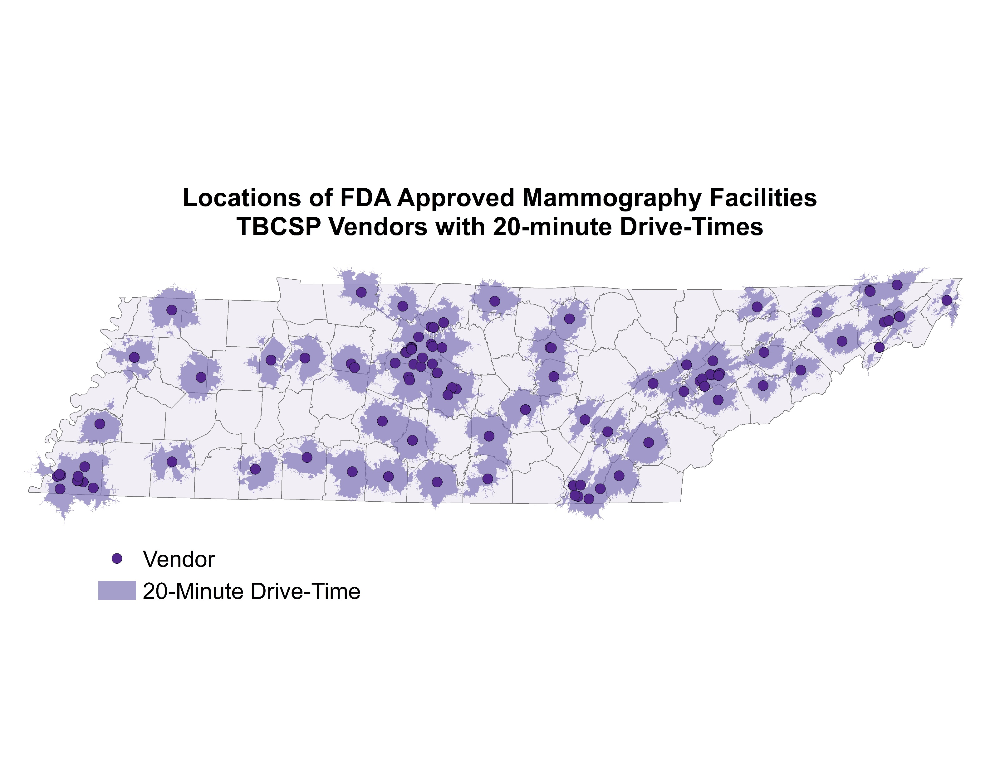 Locations of FDA Approved Mammography Facilities
TBCSP Vendors with 20-minute Drive-Times
Vendor
20-Minute Drive-Time